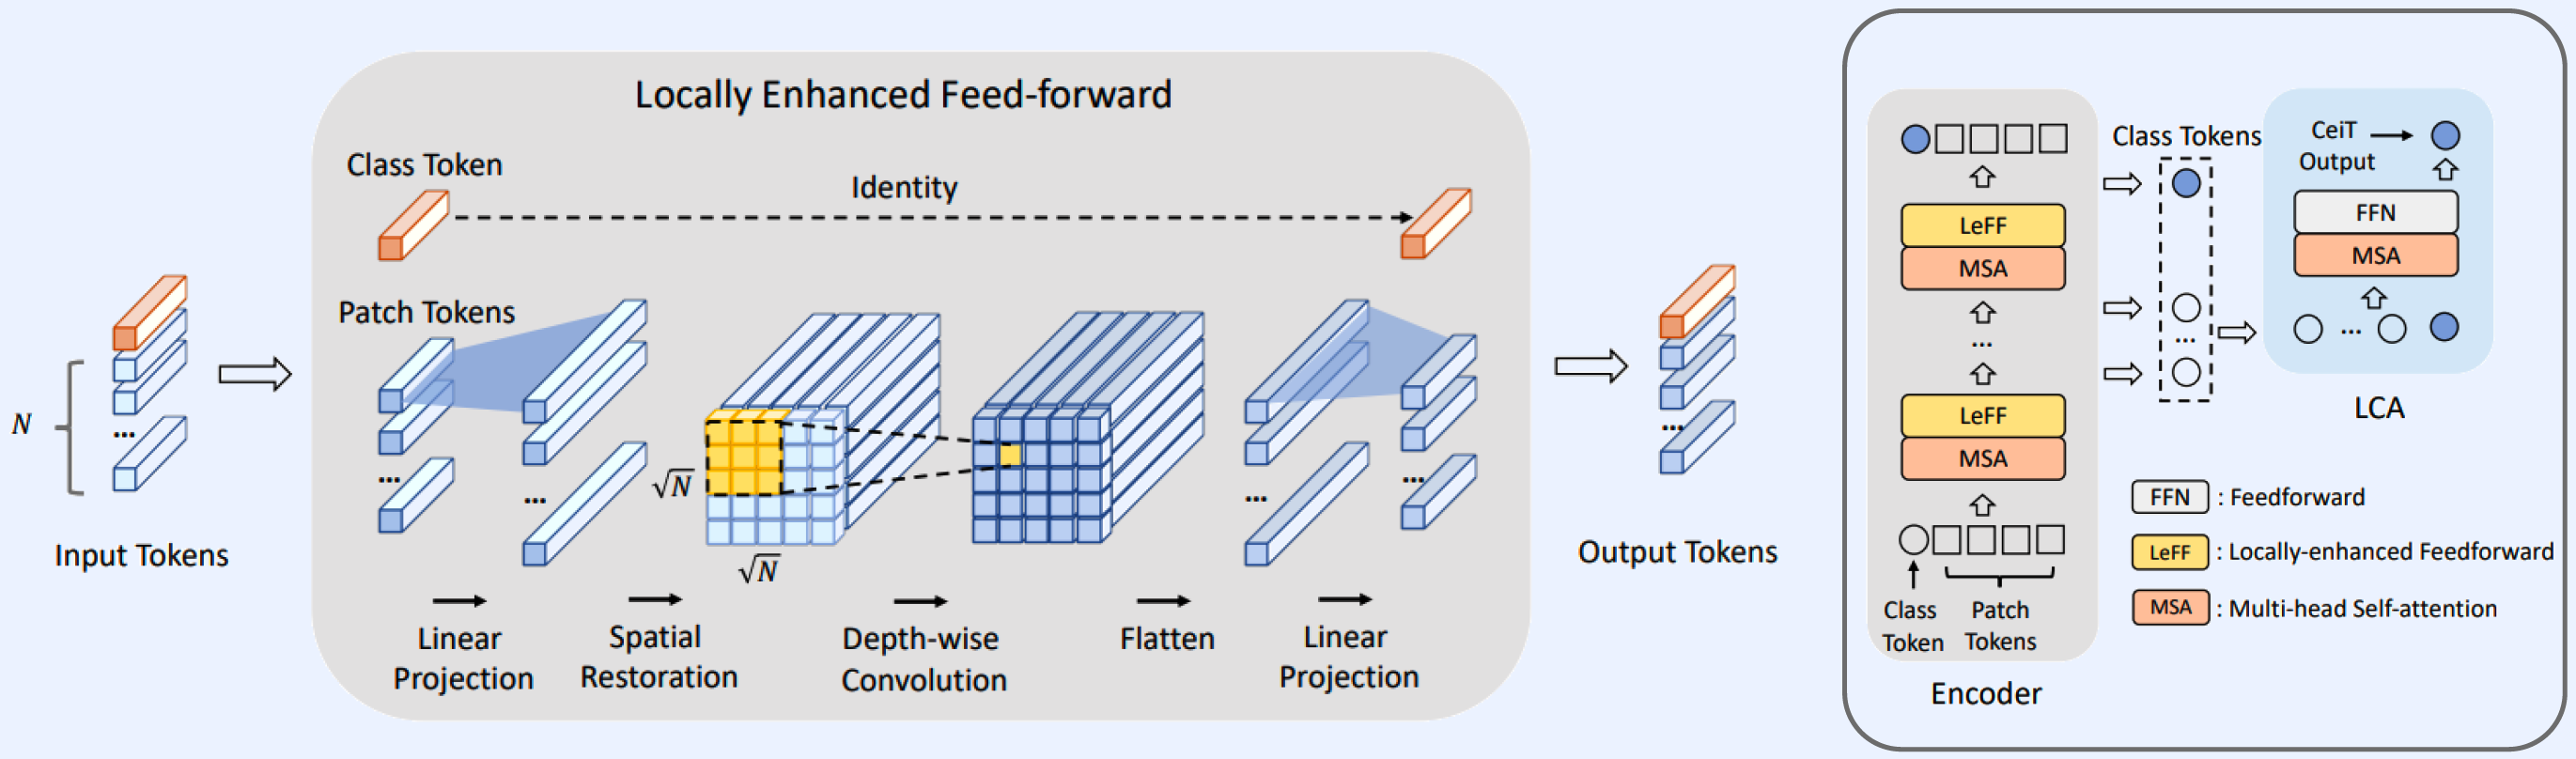 Locally Enhanced Feed-forward
Class Token
Identity
Patch Tokens
N
...
Input Tokens
...
...
√N
√N
...
...
Linear
Projection
Spatial
Restoration
Depth-wise
Convolution
Flatten
Linear
Projection
...
Output Tokens
LeFF
MSA
...
LeFF
MSA
Class
Token
Patch
Tokens
Encoder
Class Tokens
...
CeiT
Output
FFN
MSA
...
LCA
FFN : Feedforward
LeFF : Locally-enhanced Feedforward
MSA : Multi-head Self-attention